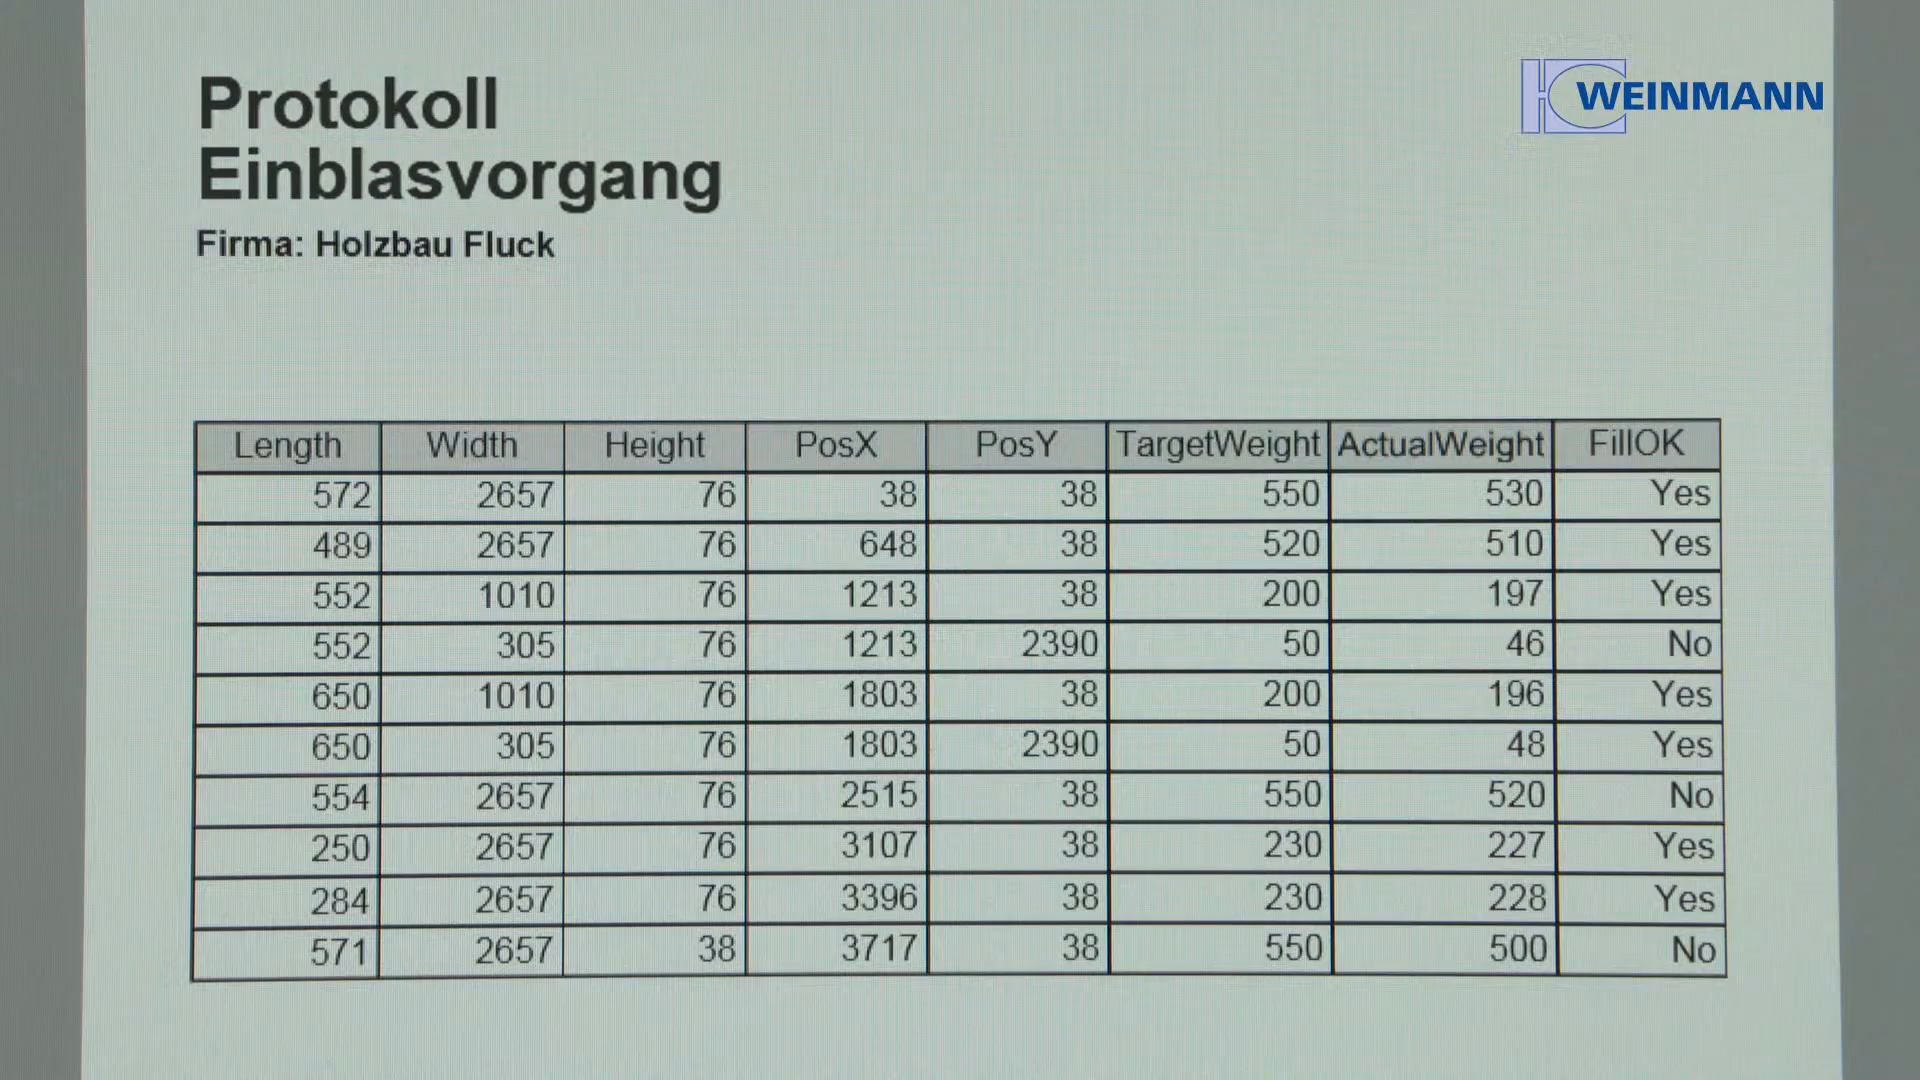 Protokoll
Einblasvorgang
Firma: Holzbau Fluck
WEINMANN
Length Width Height PosX PosY TargetWeight ActualWeight FillOK
572 2657 76 38 38 550 530 Yes
489 2657 76 648 38 520 510 Yes
552 1010 76 1213 38 200 197 Yes
552 305 76 1213 2390 50 46 No
650 1010 76 1803 38 200 196 Yes
650 305 76 1803 2390 50 48 Yes
554 2657 76 2515 38 550 520 No
250 2657 76 3107 38 230 227 Yes
284 2657 76 3396 38 230 228 Yes
571 2657 38 3717 38 550 500 No